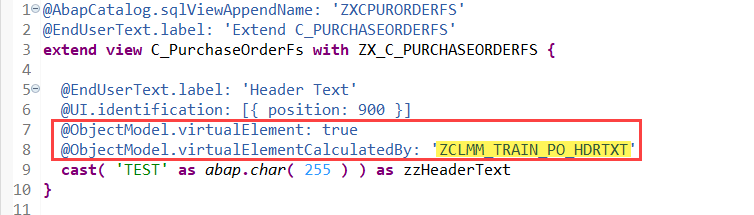 1 @AbapCatalog.sqlViewAppendName: 'ZXCPURORDERFS'
2 @EndUserText.label: 'Extend C_PURCHASEORDERFS'
3 extend view C_PurchaseOrderFs with ZX_C_PURCHASEORDERFS {
4
5 @EndUserText.label: 'Header Text'
6 @UI.identification: [{ position: 900 }]
7 @ObjectModel.virtualElement: true
8 @ObjectModel.virtualElementCalculatedBy: 'ZCLMM_TRAIN_PO_HDRTXT'
9 cast( 'TEST' as abap.char( 255 ) ) as zzHeaderText
10 }
11